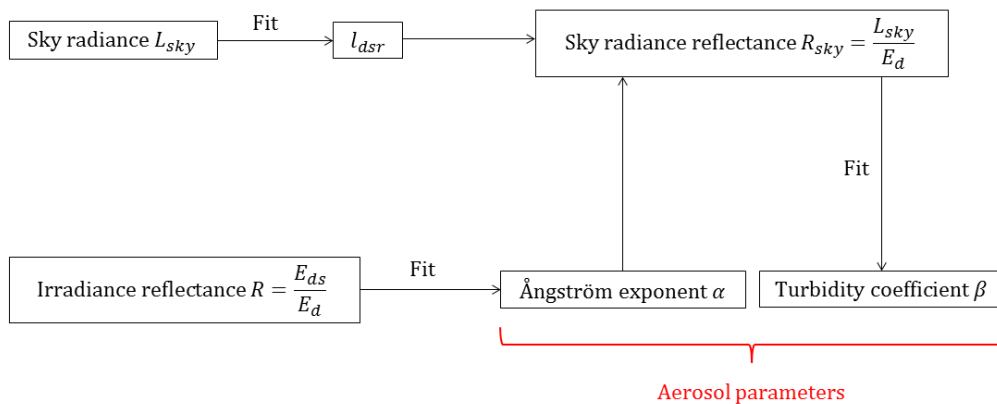 Fit
Sky radiance L_sky
l_dsr
Sky radiance reflectance R_sky = L_sky / E_d
Fit
Irradiance reflectance R = E_ds / E_d
Fit
Ångström exponent α
Turbidity coefficient β
Aerosol parameters